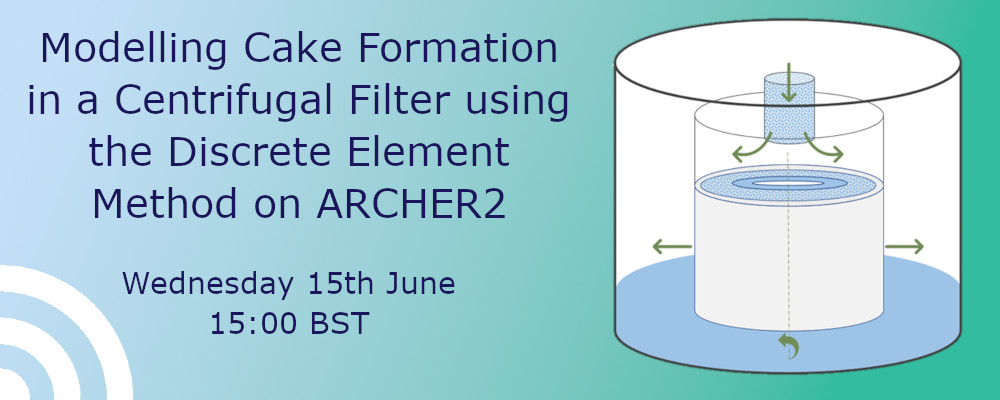 Modelling Cake Formation
in a Centrifugal Filter using
the Discrete Element
Method on ARCHER2
Wednesday 15th June
15:00 BST